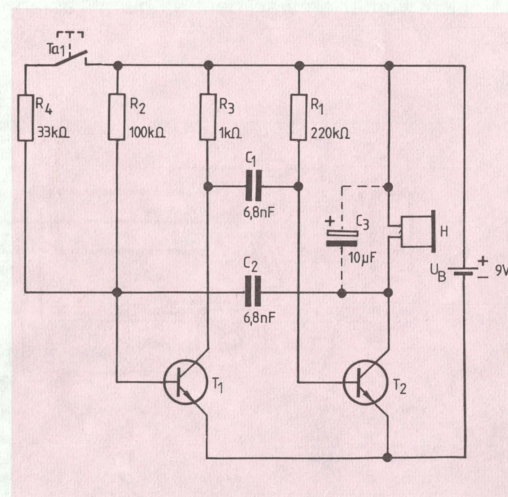 Ta1
R4
33kΩ
R2
100kΩ
R3
1kΩ
R1
220kΩ
C1
6,8nF
+
C3
10µF
H
C2
6,8nF
UB
+
−
9V
T1
T2